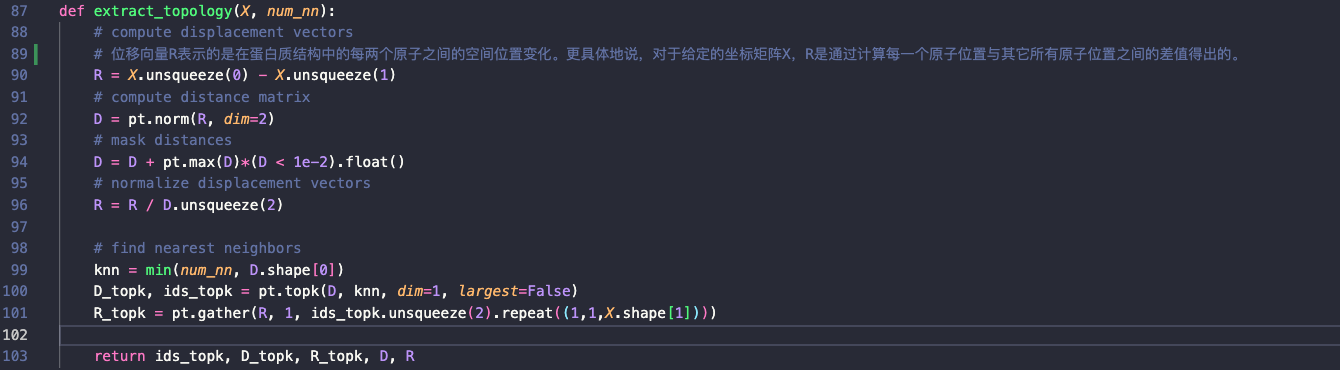 87 def extract_topology(X, num_nn):
88     # compute displacement vectors
89     # 位移向量R表示的是在蛋白质结构中的每两个原子之间的空间位置变化。更具体地说，对于给定的坐标矩阵X，R是通过计算每一个原子位置与其它所有原子位置之间的差值得出的。
90     R = X.unsqueeze(0) - X.unsqueeze(1)
91     # compute distance matrix
92     D = pt.norm(R, dim=2)
93     # mask distances
94     D = D + pt.max(D)*(D < 1e-2).float()
95     # normalize displacement vectors
96     R = R / D.unsqueeze(2)
97
98     # find nearest neighbors
99     knn = min(num_nn, D.shape[0])
100     D_topk, ids_topk = pt.topk(D, knn, dim=1, largest=False)
101     R_topk = pt.gather(R, 1, ids_topk.unsqueeze(2).repeat((1,1,X.shape[1])))
102
103     return ids_topk, D_topk, R_topk, D, R